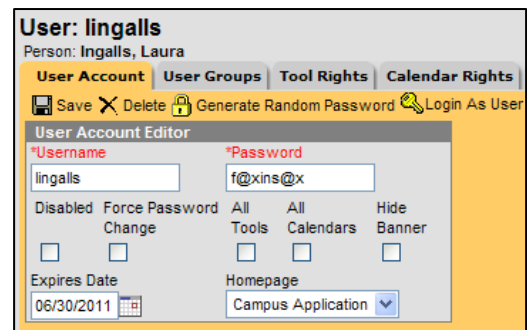 User: lingalls
Person: Ingalls, Laura
User Account User Groups Tool Rights Calendar Rights
Save Delete Generate Random Password Login As User
User Account Editor
*Username *Password
lingalls f@xins@x
Disabled Force Password Change All Tools All Calendars Hide Banner
Expires Date Homepage
06/30/2011 Campus Application